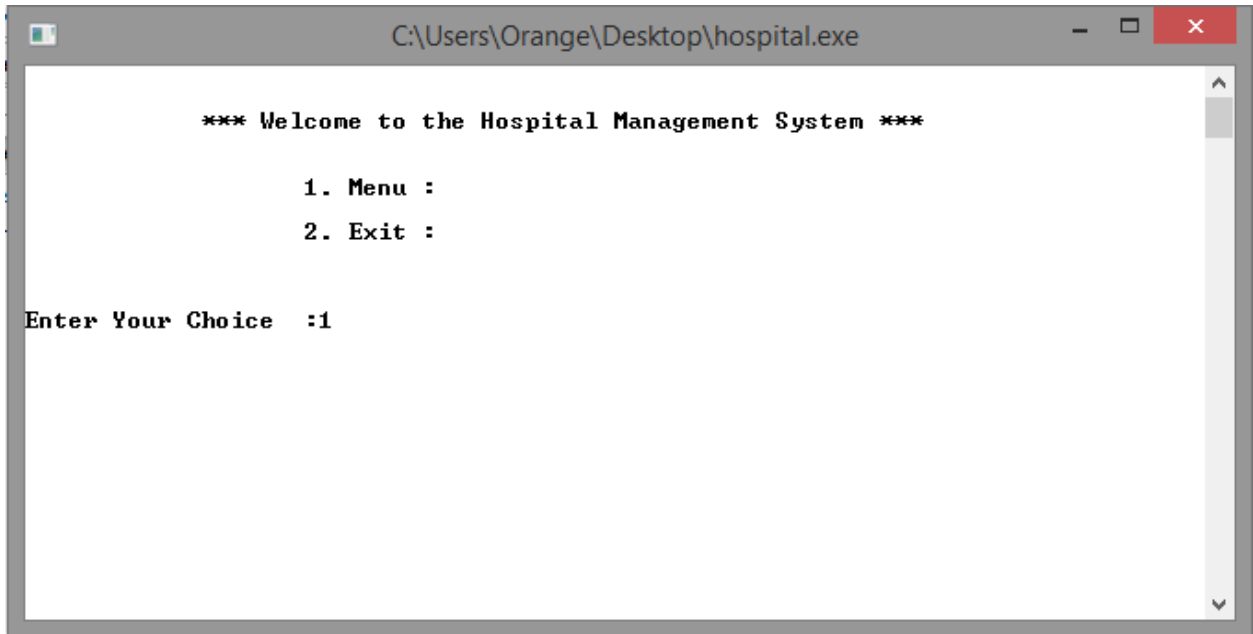 C:\Users\Orange\Desktop\hospital.exe
*** Welcome to the Hospital Management System ***
1. Menu :
2. Exit :
Enter Your Choice  :1